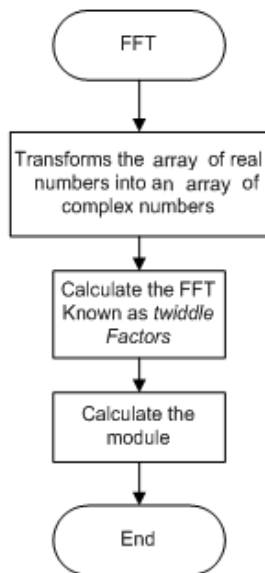 FFT
Transforms the array of real
numbers into an array of
complex numbers
Calculate the FFT
Known as twiddle
Factors
Calculate the
module
End